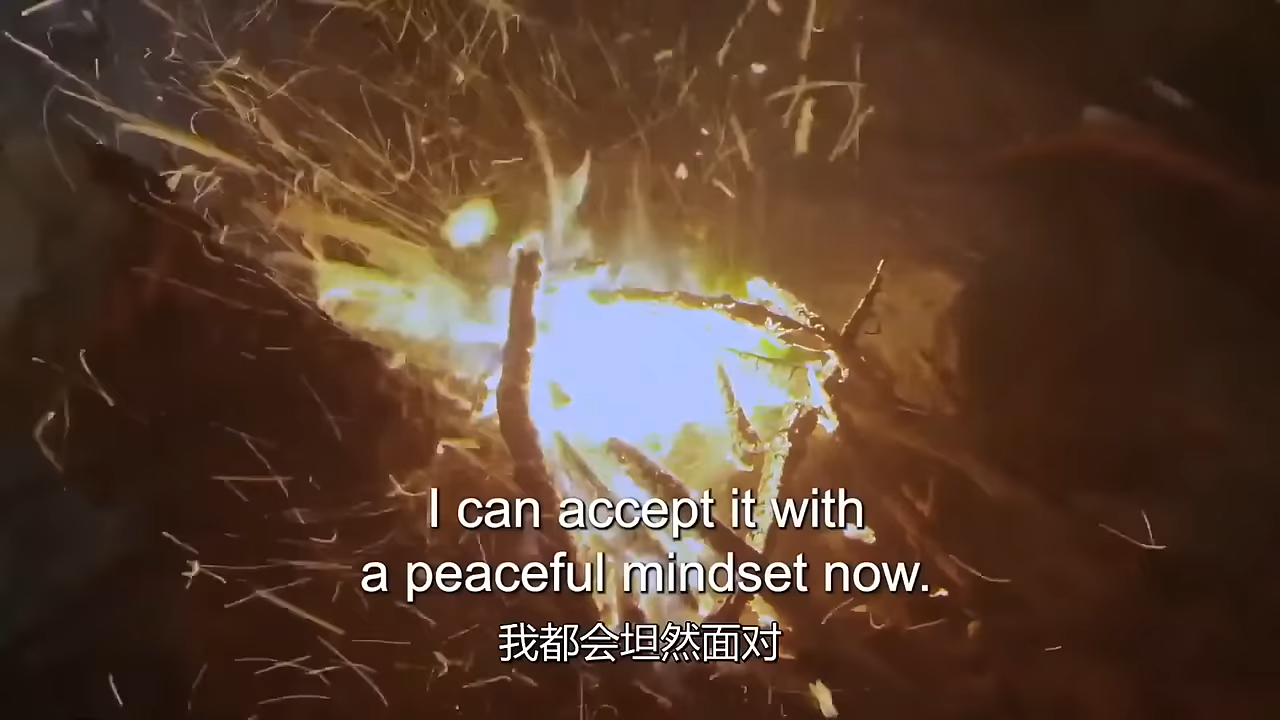 I can accept it with
a peaceful mindset now.
我都会坦然面对